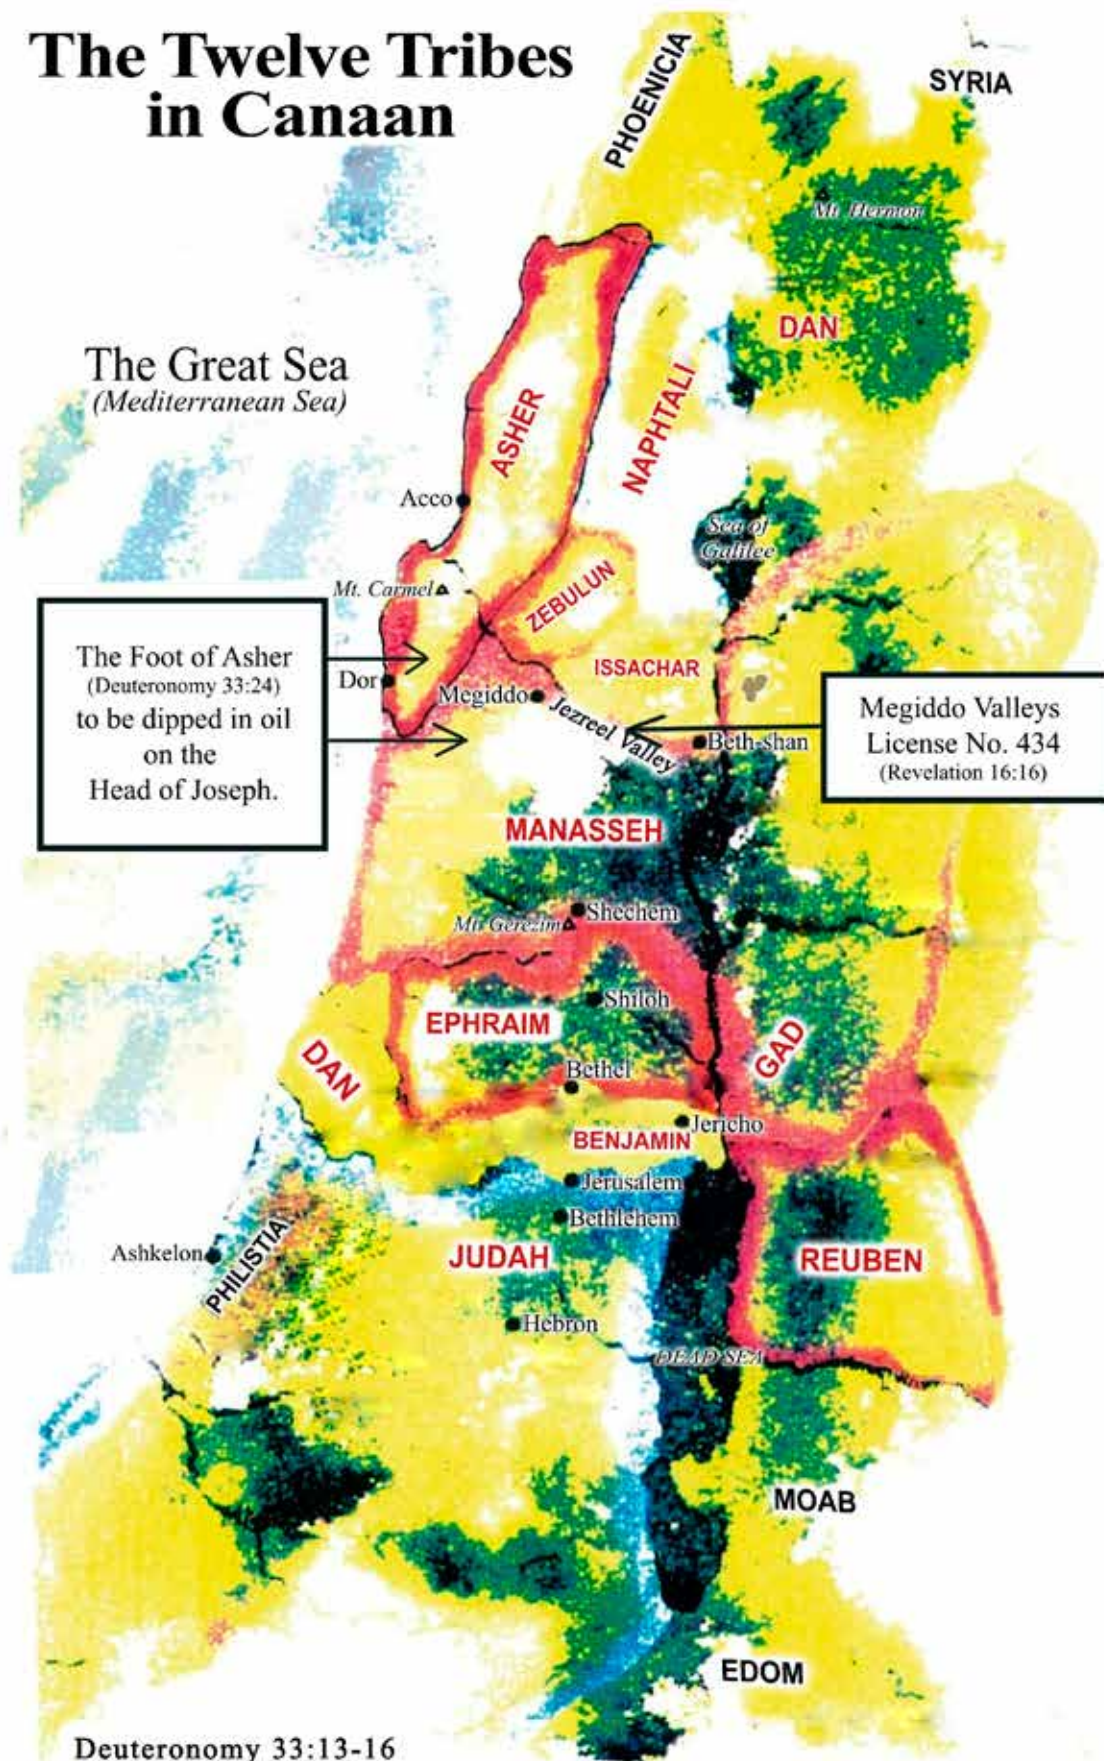 The Twelve Tribes
in Canaan
PHOENICIA
SYRIA
Mt. Hermon
DAN
The Great Sea
(Mediterranean Sea)
ASHER
NAPHTALI
Acco
Sea of
Galilee
Mt. Carmel
ZEBULUN
The Foot of Asher
(Deuteronomy 33:24)
to be dipped in oil
on the
Head of Joseph.
ISSACHAR
Dor
Megiddo
Jezreel Valley
Megiddo Valleys
License No. 434
(Revelation 16:16)
Beth-shan
MANASSEH
Shechem
Mt. Gerezim
Shiloh
EPHRAIM
GAD
DAN
Bethel
Jericho
BENJAMIN
Jerusalem
Bethlehem
Ashkelon
PHILISTIA
JUDAH
REUBEN
Hebron
DEAD SEA
MOAB
EDOM
Deuteronomy 33:13-16